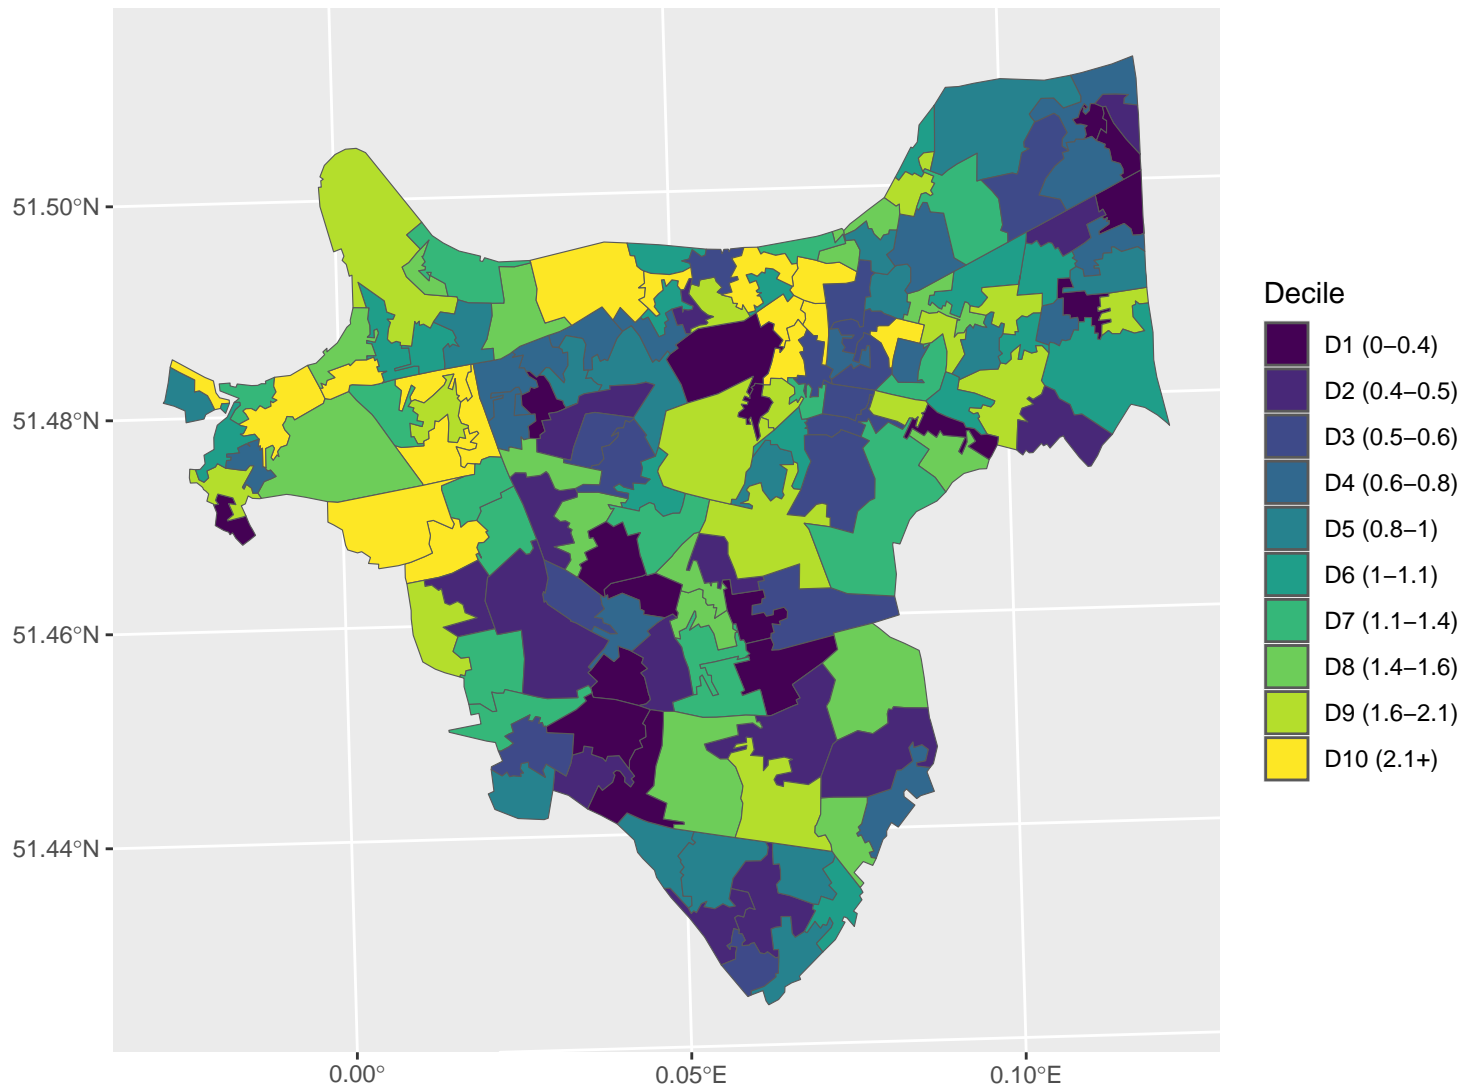 51.50°N
51.48°N
51.46°N
51.44°N
0.00°
0.05°E
0.10°E
Decile
D1 (0−0.4)
D2 (0.4−0.5)
D3 (0.5−0.6)
D4 (0.6−0.8)
D5 (0.8−1)
D6 (1−1.1)
D7 (1.1−1.4)
D8 (1.4−1.6)
D9 (1.6−2.1)
D10 (2.1+)